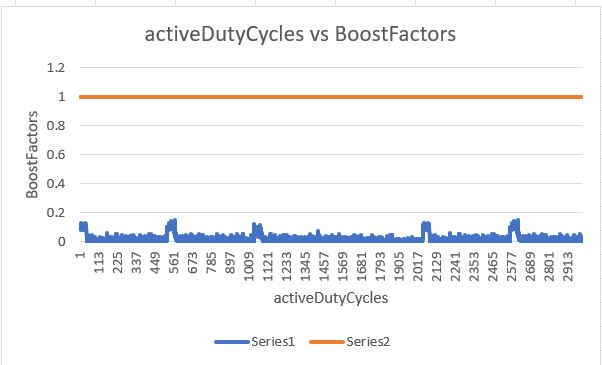 activeDutyCycles vs BoostFactors
1.2
1
0.8
0.6
0.4
0.2
0
BoostFactors
1 113 225 337 449 561 673 785 897 1009 1121 1233 1345 1457 1569 1681 1793 1905 2017 2129 2241 2353 2465 2577 2689 2801 2913
activeDutyCycles
Series1 Series2